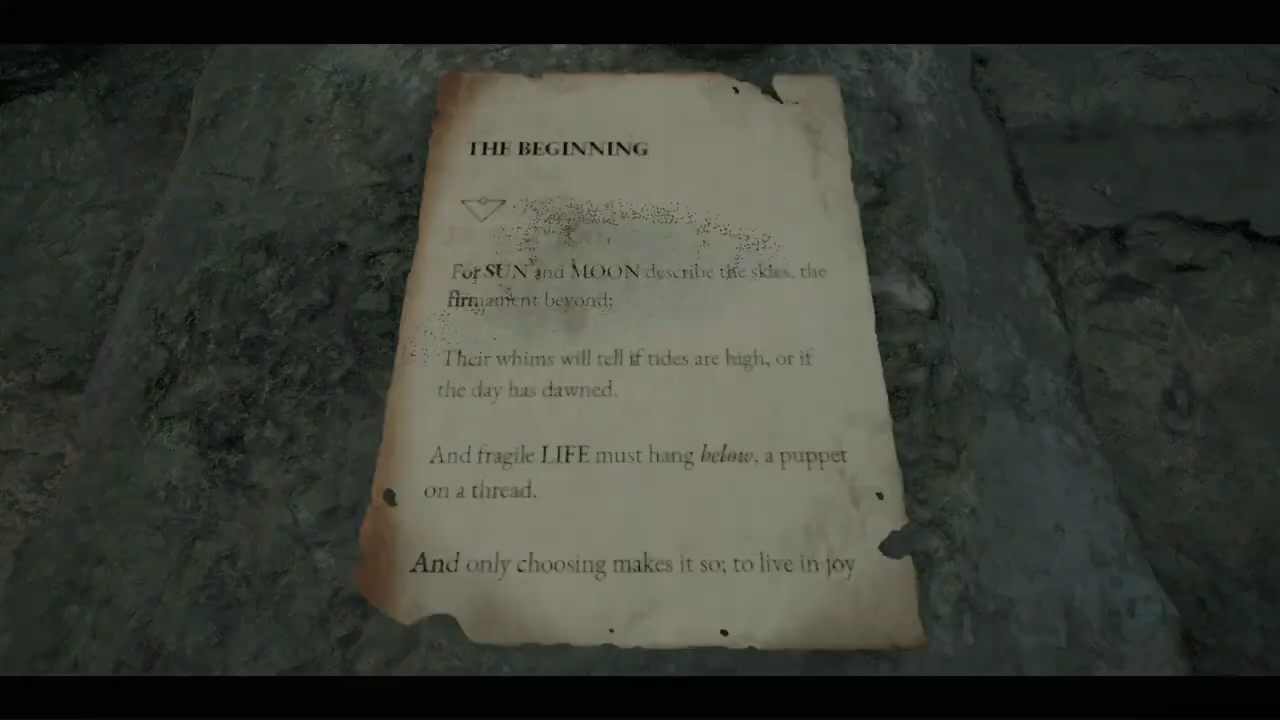 THE BEGINNING
For SUN and MOON describe the skies, the
firmament beyond;
Their whims will tell if tides are high, or if
the day has dawned.
And fragile LIFE must hang below, a puppet
on a thread.
And only choosing makes it so; to live in joy